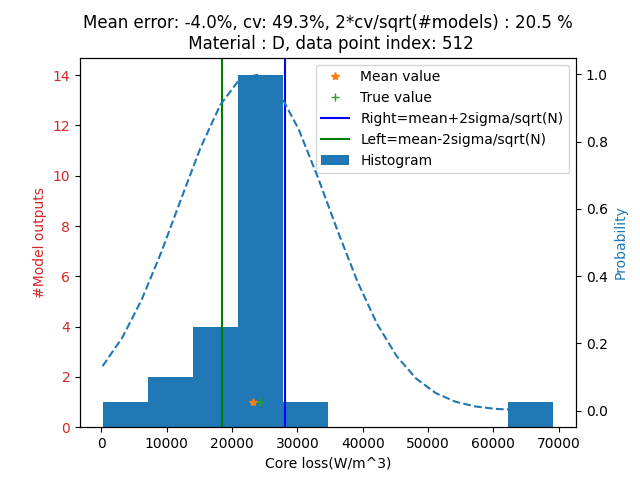 Mean error: -4.0%, cv: 49.3%, 2*cv/sqrt(#models) : 20.5 %
Material : D, data point index: 512
Mean value
True value
Right=mean+2sigma/sqrt(N)
Left=mean-2sigma/sqrt(N)
Histogram
14
12
10
8
6
4
2
0
#Model outputs
1.0
0.8
0.6
0.4
0.2
0.0
Probability
0 10000 20000 30000 40000 50000 60000 70000
Core loss(W/m^3)